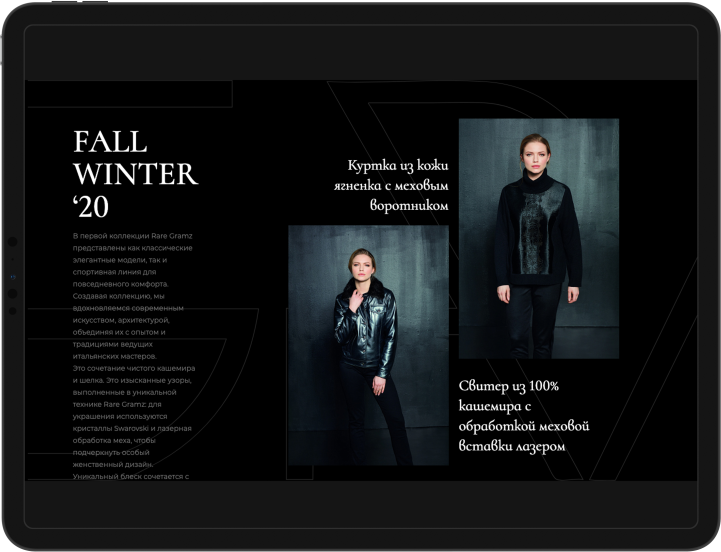 FALL
WINTER
‘20
В первой коллекции Rare Gramz
представлены как классические
элегантные модели, так и
спортивная линия для
повседневного комфорта.
Создавая коллекцию, мы
вдохновляемся современным
искусством, архитектурой,
объединяя их с опытом и
традициями ведущих
итальянских мастеров.
Это сочетание чистого кашемира
и шелка. Это изысканные узоры,
выполненные в уникальной
технике Rare Gramz: для
украшения используются
кристаллы Swarovski и лазерная
обработка меха, чтобы
подчеркнуть особый
женственный дизайн.
Уникальный блеск сочетается с
Куртка из кожи
ягненка с меховым
воротником
Свитер из 100%
кашемира с
обработкой меховой
вставки лазером